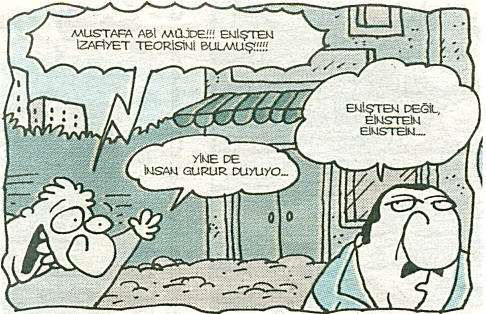 MUSTAFA ABİ MÜJDE!!! ENİŞTEN
İZAFİYET TEORİSİNİ BULMUŞ!!!!!
ENİŞTEN DEĞİL,
EINSTEIN
EINSTEIN....
YİNE DE
İNSAN GURUR DUYUYO...